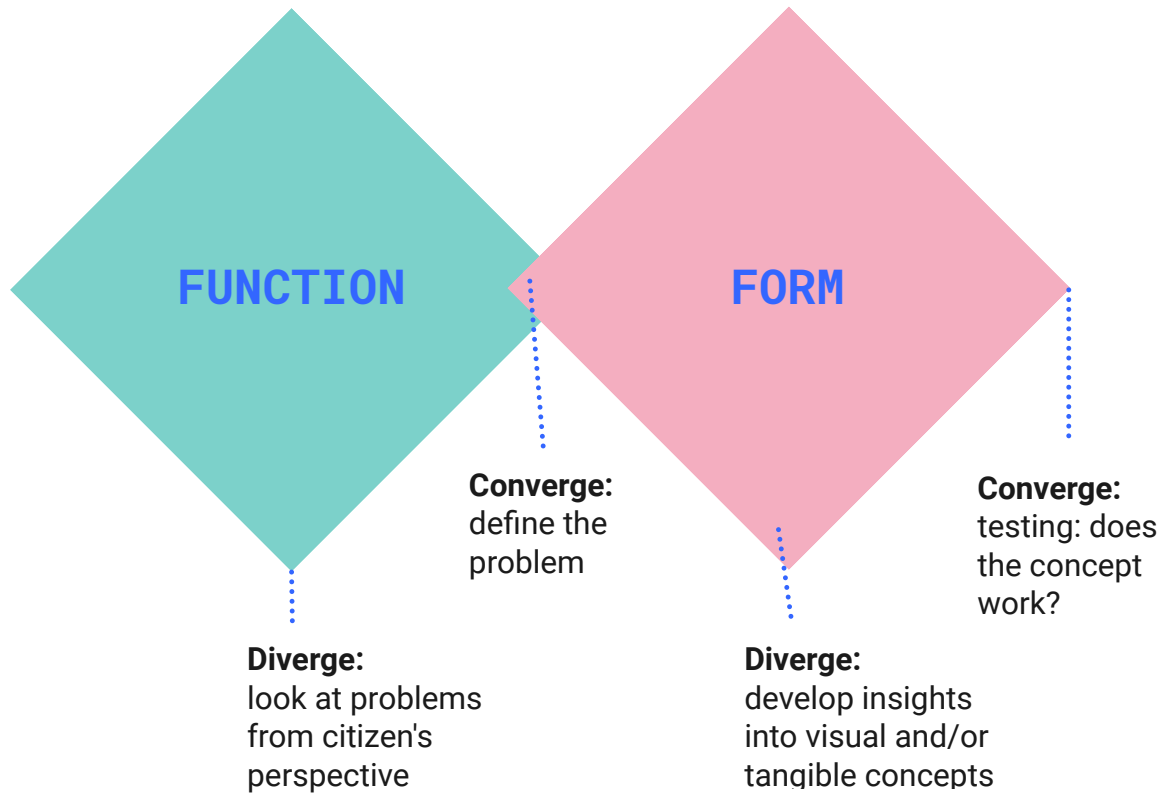 FUNCTION
FORM
Converge:
define the
problem
Converge:
testing: does
the concept
work?
Diverge:
look at problems
from citizen's
perspective
Diverge:
develop insights
into visual and/or
tangible concepts